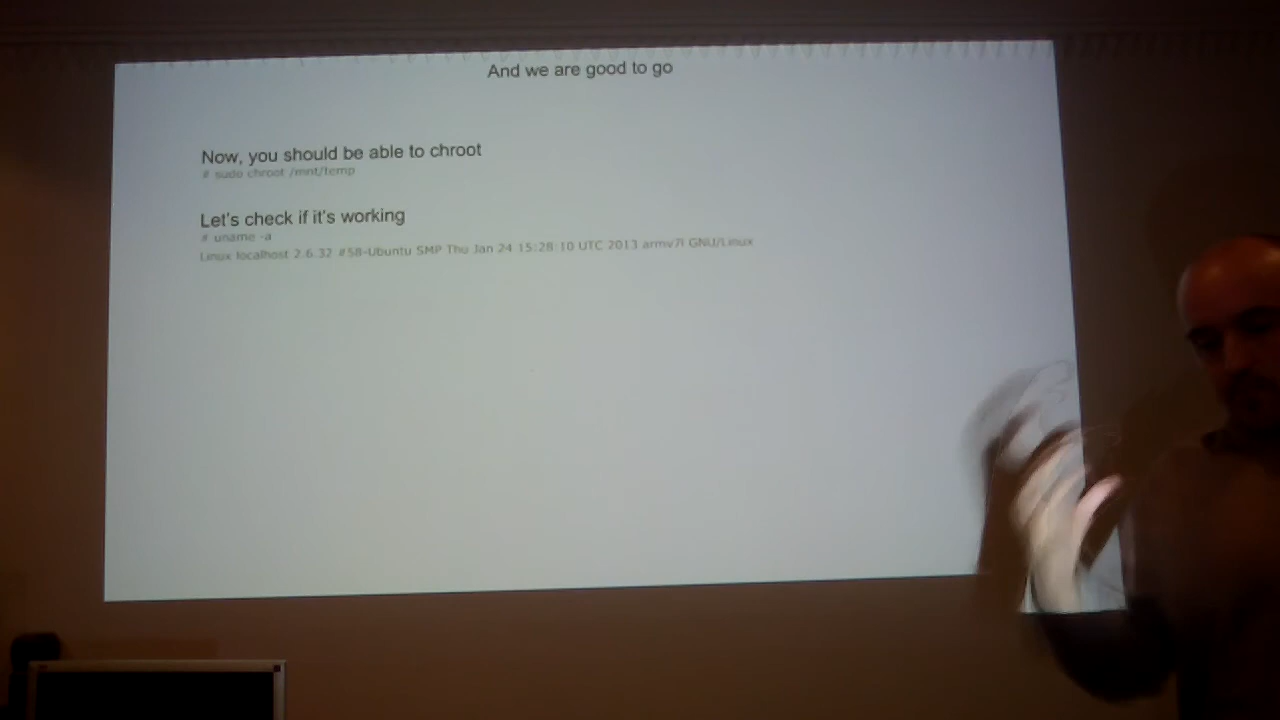 And we are good to go
Now, you should be able to chroot
# sudo chroot /mnt/temp
Let's check if it's working
# uname -a
Linux localhost 2.6.32 #58-Ubuntu SMP Thu Jan 24 15:28:10 UTC 2013 armv7l GNU/Linux